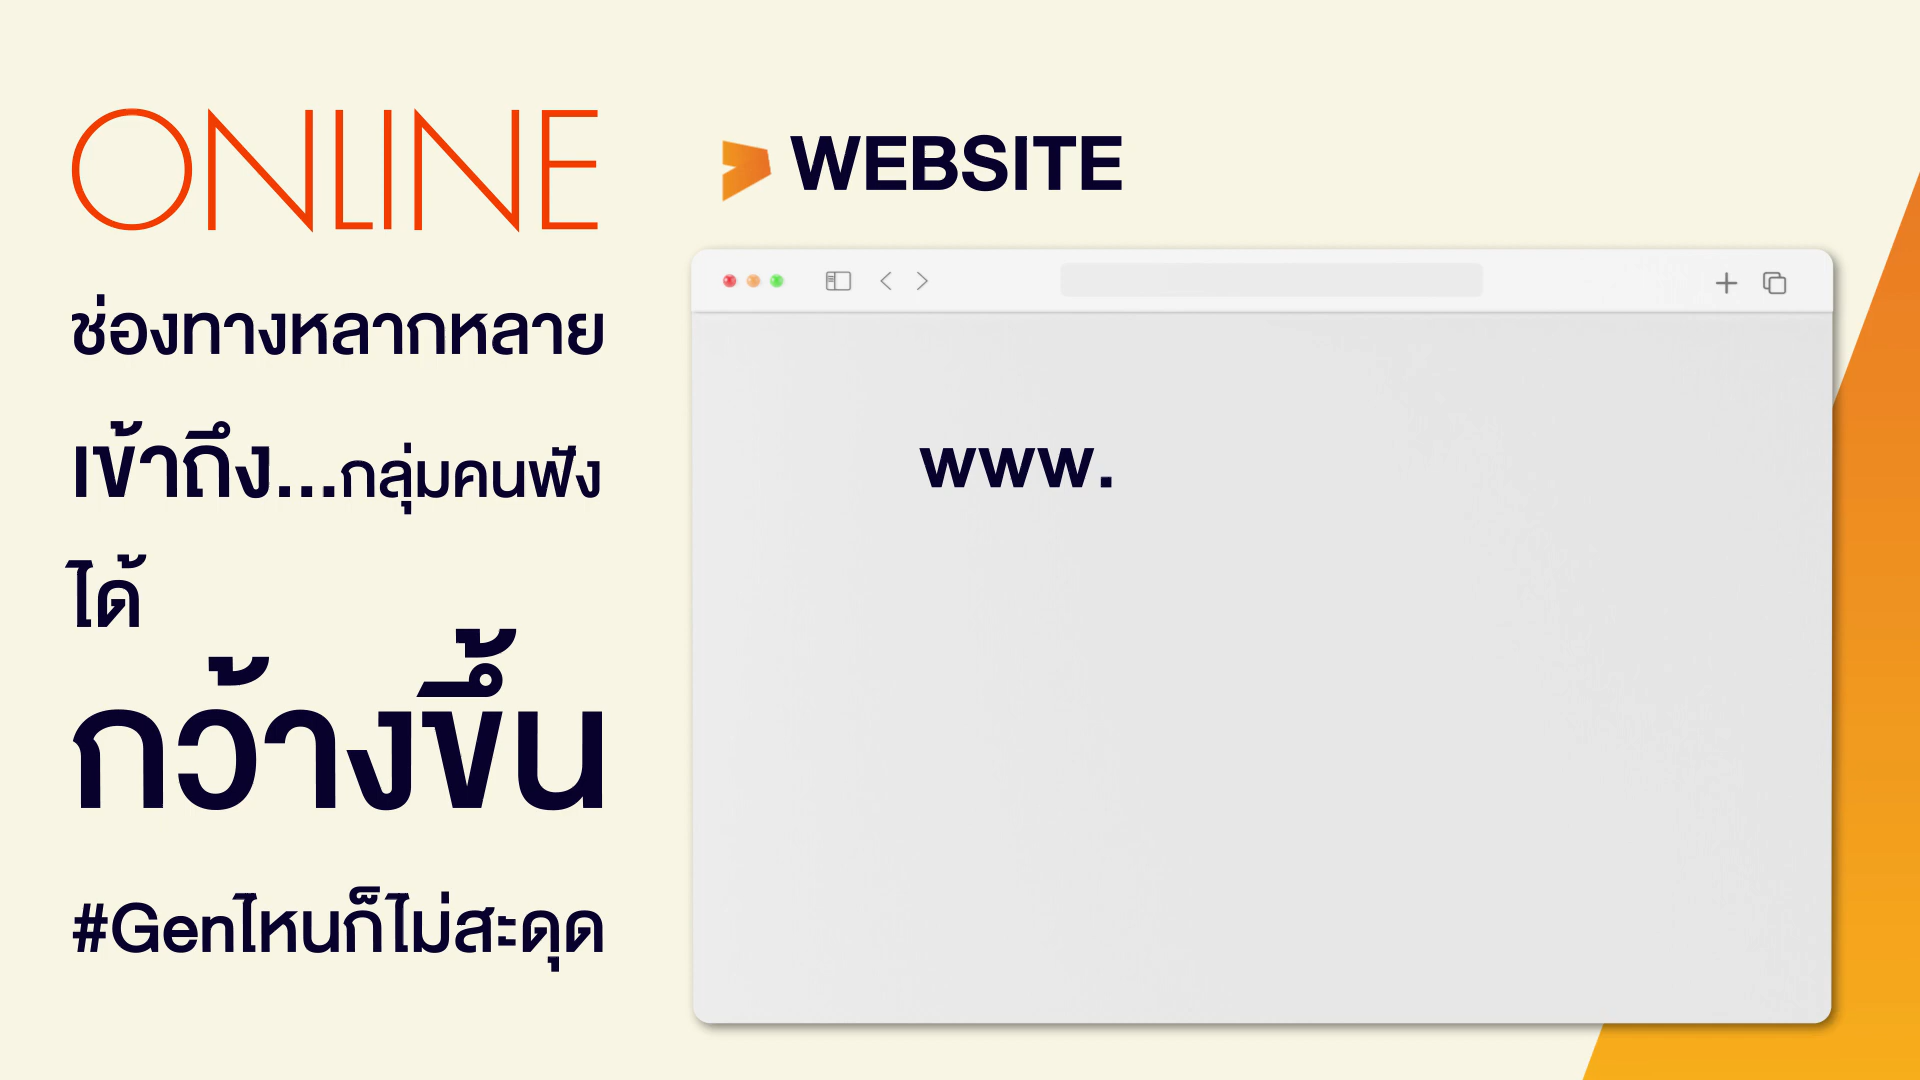 ONLINE
ช่องทางหลากหลาย
เข้าถึง...กลุ่มคนฟัง
ได้
กว้างขึ้น
#Genไหนก็ไม่สะดุด
WEBSITE
www.